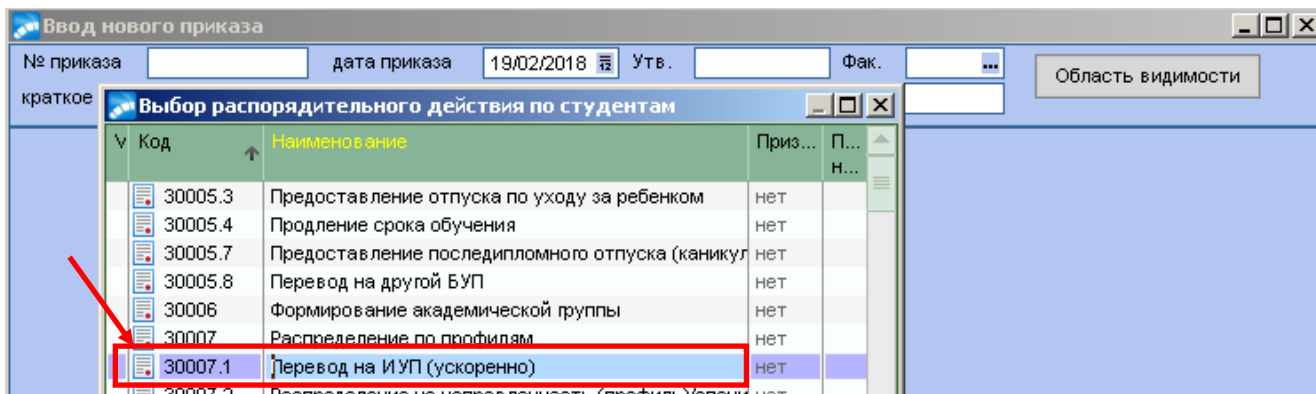 Ввод нового приказа
№ приказа дата приказа 19/02/2018 12 Утв. Фак. ... Область видимости
краткое
Выбор распорядительного действия по студентам
V Код Наименование Приз... П... н...
30005.3 Предоставление отпуска по уходу за ребенком нет
30005.4 Продление срока обучения нет
30005.7 Предоставление последипломного отпуска (каникул нет
30005.8 Перевод на другой БУП нет
30006 Формирование академической группы нет
30007 Распределение по профилям нет
30007.1 Перевод на ИУП (ускоренно) нет